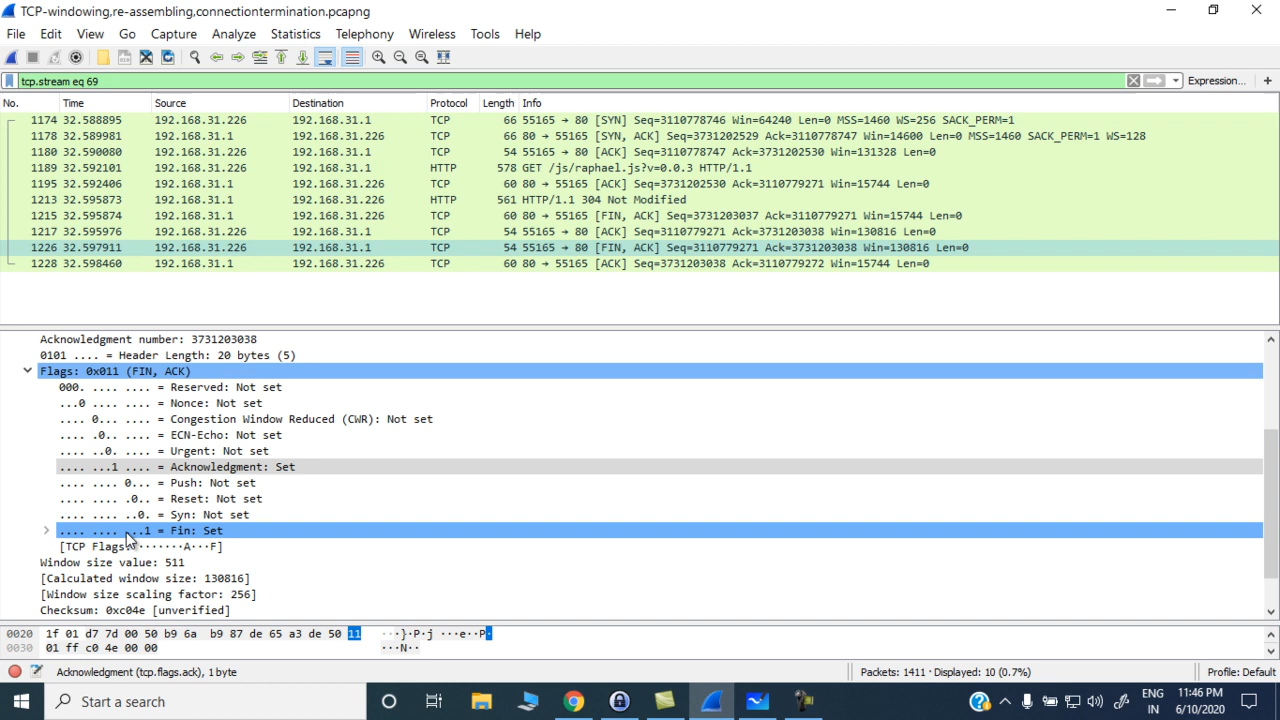 TCP-windowing,re-assembling,connectiontermination.pcapng
File Edit View Go Capture Analyze Statistics Telephony Wireless Tools Help
tcp.stream eq 69 Expression... +
No. Time Source Destination Protocol Length Info
1174 32.588895 192.168.31.226 192.168.31.1 TCP 66 55165 → 80 [SYN] Seq=3110778746 Win=64240 Len=0 MSS=1460 WS=256 SACK_PERM=1
1178 32.589981 192.168.31.1 192.168.31.226 TCP 66 80 → 55165 [SYN, ACK] Seq=3731202529 Ack=3110778747 Win=14600 Len=0 MSS=1460 SACK_PERM=1 WS=128
1180 32.590080 192.168.31.226 192.168.31.1 TCP 54 55165 → 80 [ACK] Seq=3110778747 Ack=3731202530 Win=131328 Len=0
1189 32.592101 192.168.31.226 192.168.31.1 HTTP 578 GET /js/raphael.js?v=0.0.3 HTTP/1.1
1195 32.592406 192.168.31.1 192.168.31.226 TCP 60 80 → 55165 [ACK] Seq=3731202530 Ack=3110779271 Win=15744 Len=0
1213 32.595873 192.168.31.1 192.168.31.226 HTTP 561 HTTP/1.1 304 Not Modified
1215 32.595874 192.168.31.1 192.168.31.226 TCP 60 80 → 55165 [FIN, ACK] Seq=3731203037 Ack=3110779271 Win=15744 Len=0
1217 32.595976 192.168.31.226 192.168.31.1 TCP 54 55165 → 80 [ACK] Seq=3110779271 Ack=3731203038 Win=130816 Len=0
1226 32.597911 192.168.31.226 192.168.31.1 TCP 54 55165 → 80 [FIN, ACK] Seq=3110779271 Ack=3731203038 Win=130816 Len=0
1228 32.598460 192.168.31.1 192.168.31.226 TCP 60 80 → 55165 [ACK] Seq=3731203038 Ack=3110779272 Win=15744 Len=0
Acknowledgment number: 3731203038
0101 .... = Header Length: 20 bytes (5)
Flags: 0x011 (FIN, ACK)
000. .... .... = Reserved: Not set
...0 .... .... = Nonce: Not set
.... 0... .... = Congestion Window Reduced (CWR): Not set
.... .0.. .... = ECN-Echo: Not set
.... ..0. .... = Urgent: Not set
.... ...1 .... = Acknowledgment: Set
.... .... 0... = Push: Not set
.... .... .0.. = Reset: Not set
.... .... ..0. = Syn: Not set
.... .... ...1 = Fin: Set
[TCP Flags: ·······A···F]
Window size value: 511
[Calculated window size: 130816]
[Window size scaling factor: 256]
Checksum: 0xc04e [unverified]
0020 1f 01 d7 7d 00 50 b9 6a b9 87 de 65 a3 de 50 11 ···}·P·j ···e··P·
0030 01 ff c0 4e 00 00 ···N··
Acknowledgment (tcp.flags.ack), 1 byte Packets: 1411 · Displayed: 10 (0.7%) Profile: Default
Start a search
ENG
IN
11:46 PM
6/10/2020